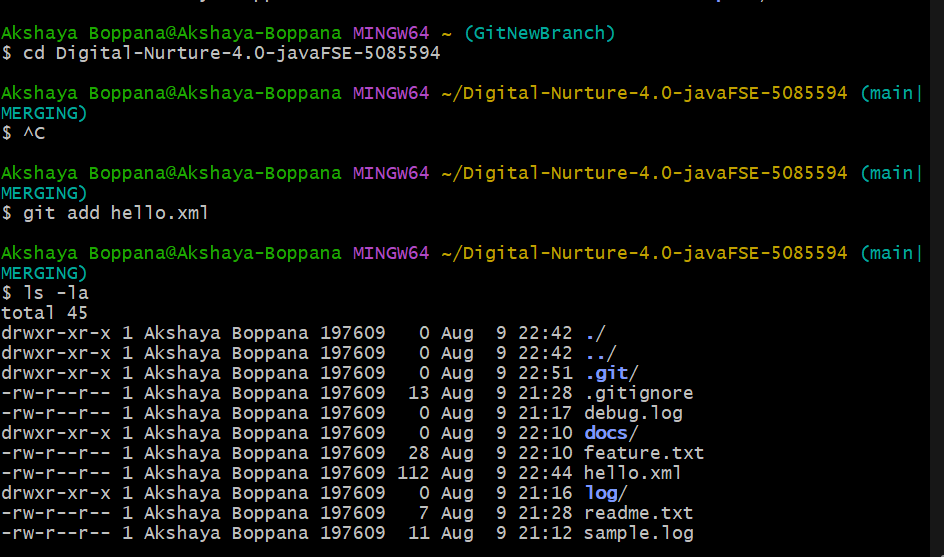 Akshaya Boppana@Akshaya-Boppana MINGW64 ~ (GitNewBranch)
$ cd Digital-Nurture-4.0-javaFSE-5085594
Akshaya Boppana@Akshaya-Boppana MINGW64 ~/Digital-Nurture-4.0-javaFSE-5085594 (main|
MERGING)
$ ^C
Akshaya Boppana@Akshaya-Boppana MINGW64 ~/Digital-Nurture-4.0-javaFSE-5085594 (main|
MERGING)
$ git add hello.xml
Akshaya Boppana@Akshaya-Boppana MINGW64 ~/Digital-Nurture-4.0-javaFSE-5085594 (main|
MERGING)
$ ls -la
total 45
drwxr-xr-x 1 Akshaya Boppana 197609   0 Aug  9 22:42 ./
drwxr-xr-x 1 Akshaya Boppana 197609   0 Aug  9 22:42 ../
drwxr-xr-x 1 Akshaya Boppana 197609   0 Aug  9 22:51 .git/
-rw-r--r-- 1 Akshaya Boppana 197609  13 Aug  9 21:28 .gitignore
-rw-r--r-- 1 Akshaya Boppana 197609   0 Aug  9 21:17 debug.log
drwxr-xr-x 1 Akshaya Boppana 197609   0 Aug  9 22:10 docs/
-rw-r--r-- 1 Akshaya Boppana 197609  28 Aug  9 22:10 feature.txt
-rw-r--r-- 1 Akshaya Boppana 197609 112 Aug  9 22:44 hello.xml
drwxr-xr-x 1 Akshaya Boppana 197609   0 Aug  9 21:16 log/
-rw-r--r-- 1 Akshaya Boppana 197609   7 Aug  9 21:28 readme.txt
-rw-r--r-- 1 Akshaya Boppana 197609  11 Aug  9 21:12 sample.log